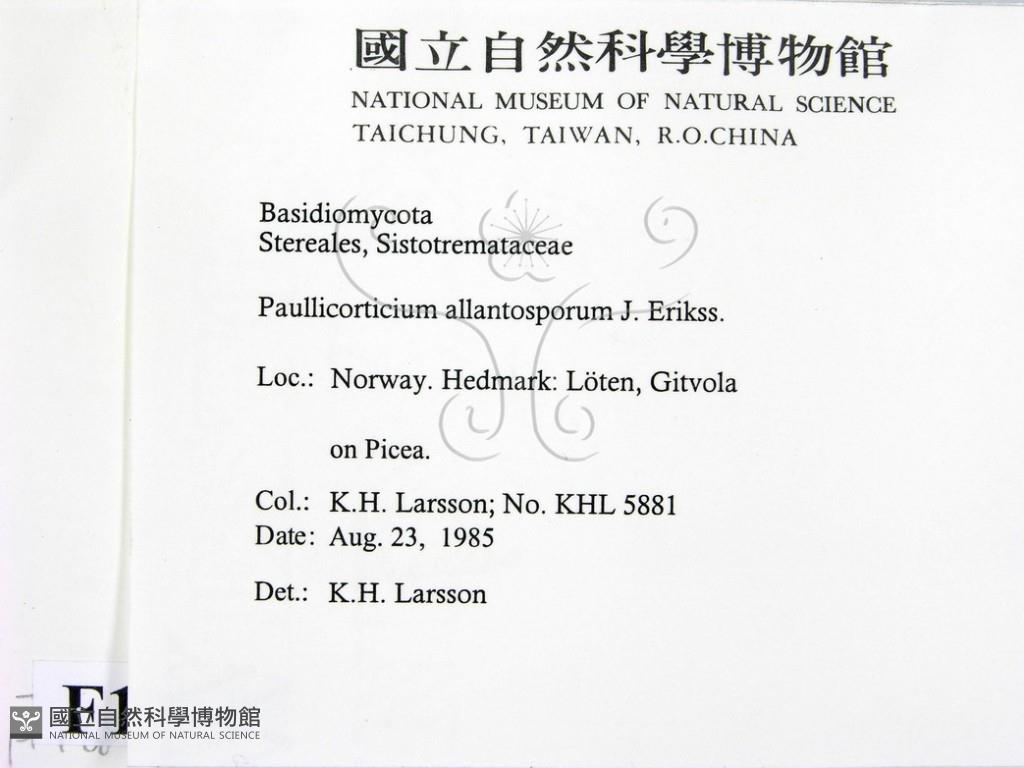 國立自然科學博物館
NATIONAL MUSEUM OF NATURAL SCIENCE
TAICHUNG, TAIWAN, R.O.CHINA
Basidiomycota
Stereales, Sistotremataceae
Paullicorticium allantosporum J. Erikss.
Loc.: Norway. Hedmark: Löten, Gitvola
on Picea.
Col.: K.H. Larsson; No. KHL 5881
Date: Aug. 23, 1985
Det.: K.H. Larsson
F1
國立自然科學博物館
NATIONAL MUSEUM OF NATURAL SCIENCE